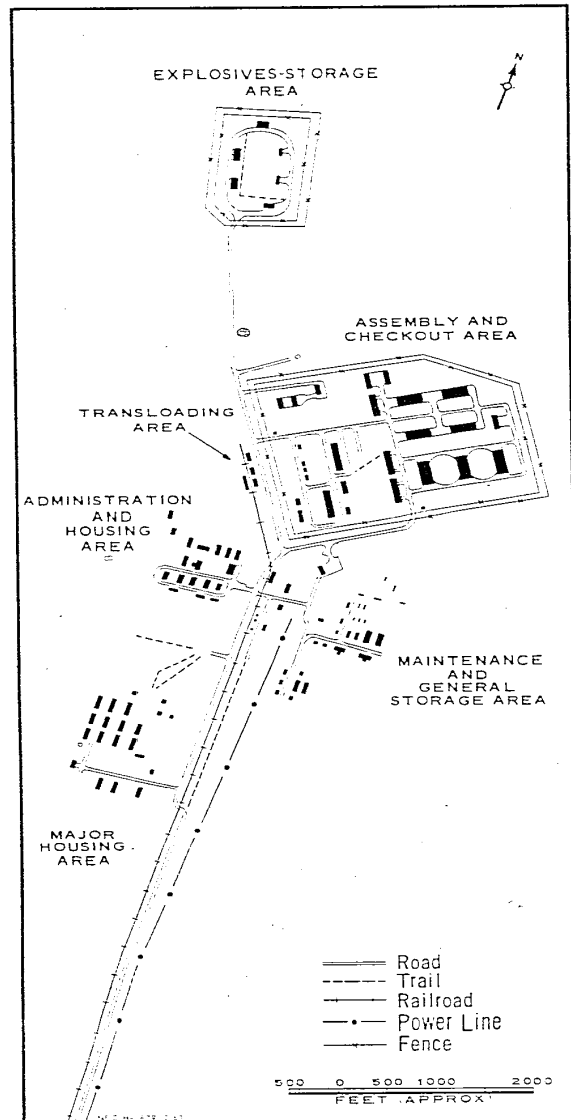 N
EXPLOSIVES-STORAGE
AREA
ASSEMBLY AND
CHECKOUT AREA
TRANSLOADING
AREA
ADMINISTRATION
AND
HOUSING
AREA
MAINTENANCE
AND
GENERAL
STORAGE AREA
MAJOR
HOUSING
AREA
Road
Trail
Railroad
Power Line
Fence
500 0 500 1000 2000
FEET (APPROX)